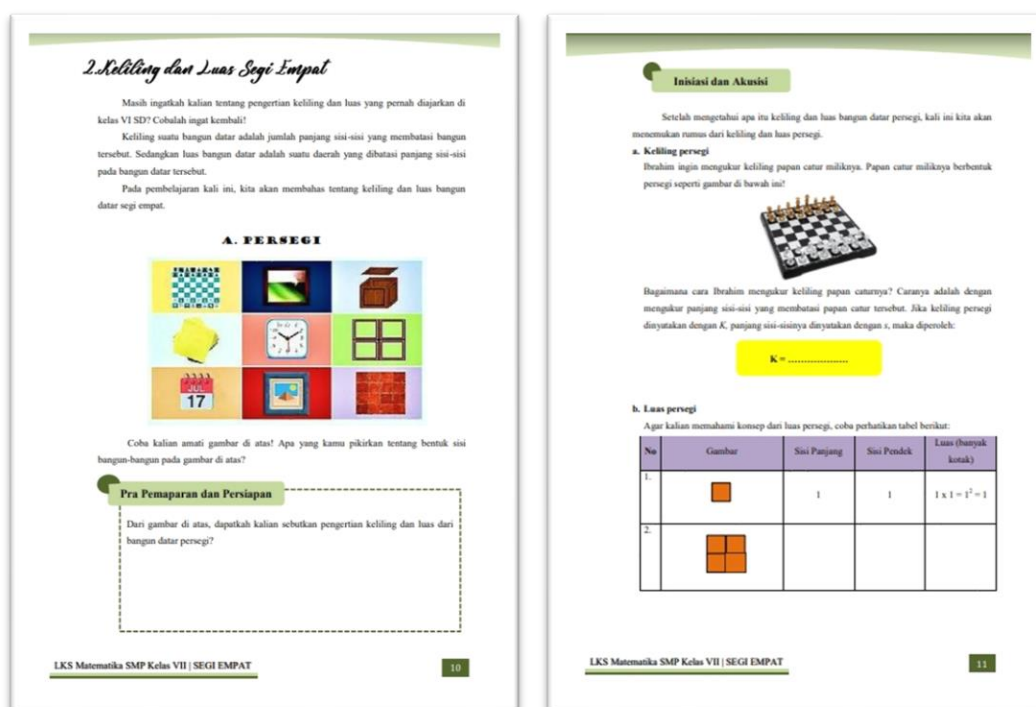 2.Keliling dan Luas Segi Empat
Masih ingatkah kalian tentang pengertian keliling dan luas yang pernah diajarkan di
kelas VI SD? Cobalah ingat kembali!
Keliling suatu bangun datar adalah jumlah panjang sisi-sisi yang membatasi bangun
tersebut. Sedangkan luas bangun datar adalah suatu daerah yang dibatasi panjang sisi-sisi
pada bangun datar tersebut.
Pada pembelajaran kali ini, kita akan membahas tentang keliling dan luas bangun
datar segi empat.
A. PERSEGI
JUL
17
Coba kalian amati gambar di atas! Apa yang kamu pikirkan tentang bentuk sisi
bangun-bangun pada gambar di atas?
Pra Pemaparan dan Persiapan
Dari gambar di atas, dapatkah kalian sebutkan pengertian keliling dan luas dari
bangun datar persegi?
LKS Matematika SMP Kelas VII | SEGI EMPAT
10
Inisiasi dan Akusisi
Setelah mengetahui apa itu keliling dan luas bangun datar persegi, kali ini kita akan
menemukan rumus dari keliling dan luas persegi.
a. Keliling persegi
Ibrahim ingin mengukur keliling papan catur miliknya. Papan catur miliknya berbentuk
persegi seperti gambar di bawah ini!
Bagaimana cara Ibrahim mengukur keliling papan caturnya? Caranya adalah dengan
mengukur panjang sisi-sisi yang membatasi papan catur tersebut. Jika keliling persegi
dinyatakan dengan K, panjang sisi-sisinya dinyatakan dengan s, maka diperoleh:
K = ...................
b. Luas persegi
Agar kalian memahami konsep dari luas persegi, coba perhatikan tabel berikut:
No Gambar Sisi Panjang Sisi Pendek Luas (banyak
kotak)
1. 1 1 1 x 1 = 1² = 1
2.
LKS Matematika SMP Kelas VII | SEGI EMPAT
11